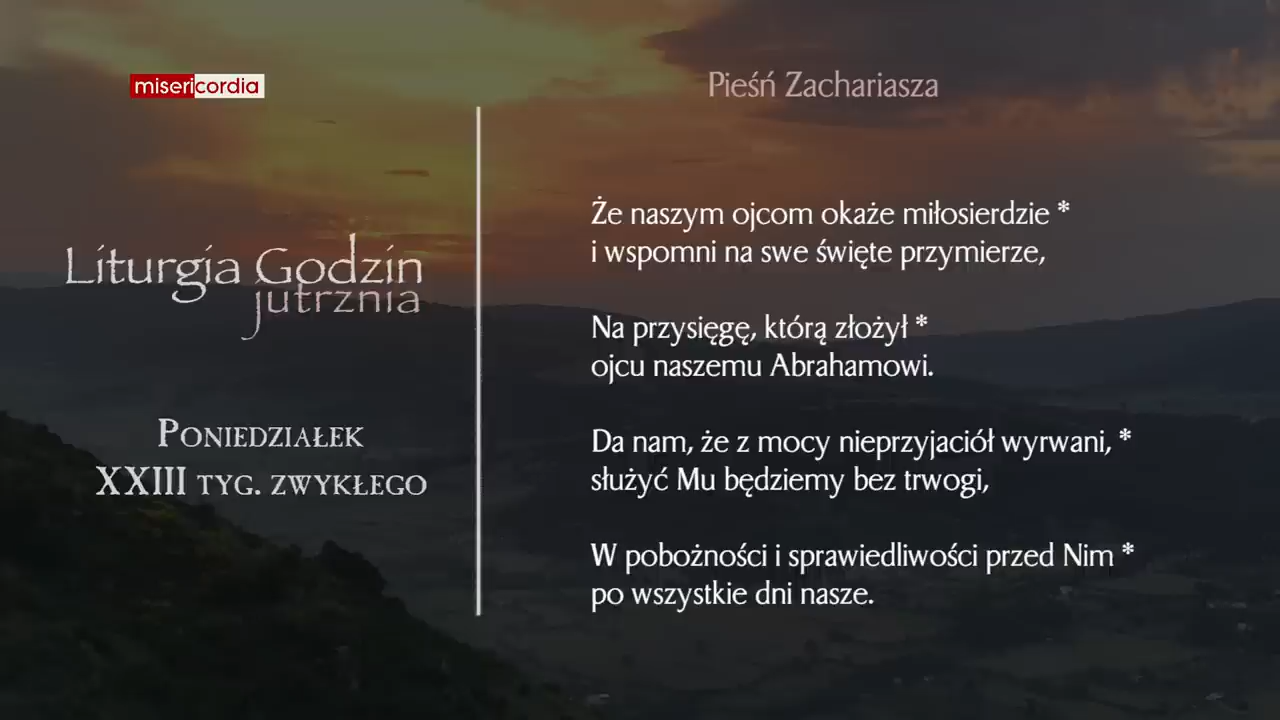 misericordia
Liturgia Godzin
jutrznia
Poniedziałek
XXIII tyg. zwykłego
Pieśń Zachariasza
Że naszym ojcom okaże miłosierdzie *
i wspomni na swe święte przymierze,
Na przysięgę, którą złożył *
ojcu naszemu Abrahamowi.
Da nam, że z mocy nieprzyjaciół wyrwani, *
służyć Mu będziemy bez trwogi,
W pobożności i sprawiedliwości przed Nim *
po wszystkie dni nasze.